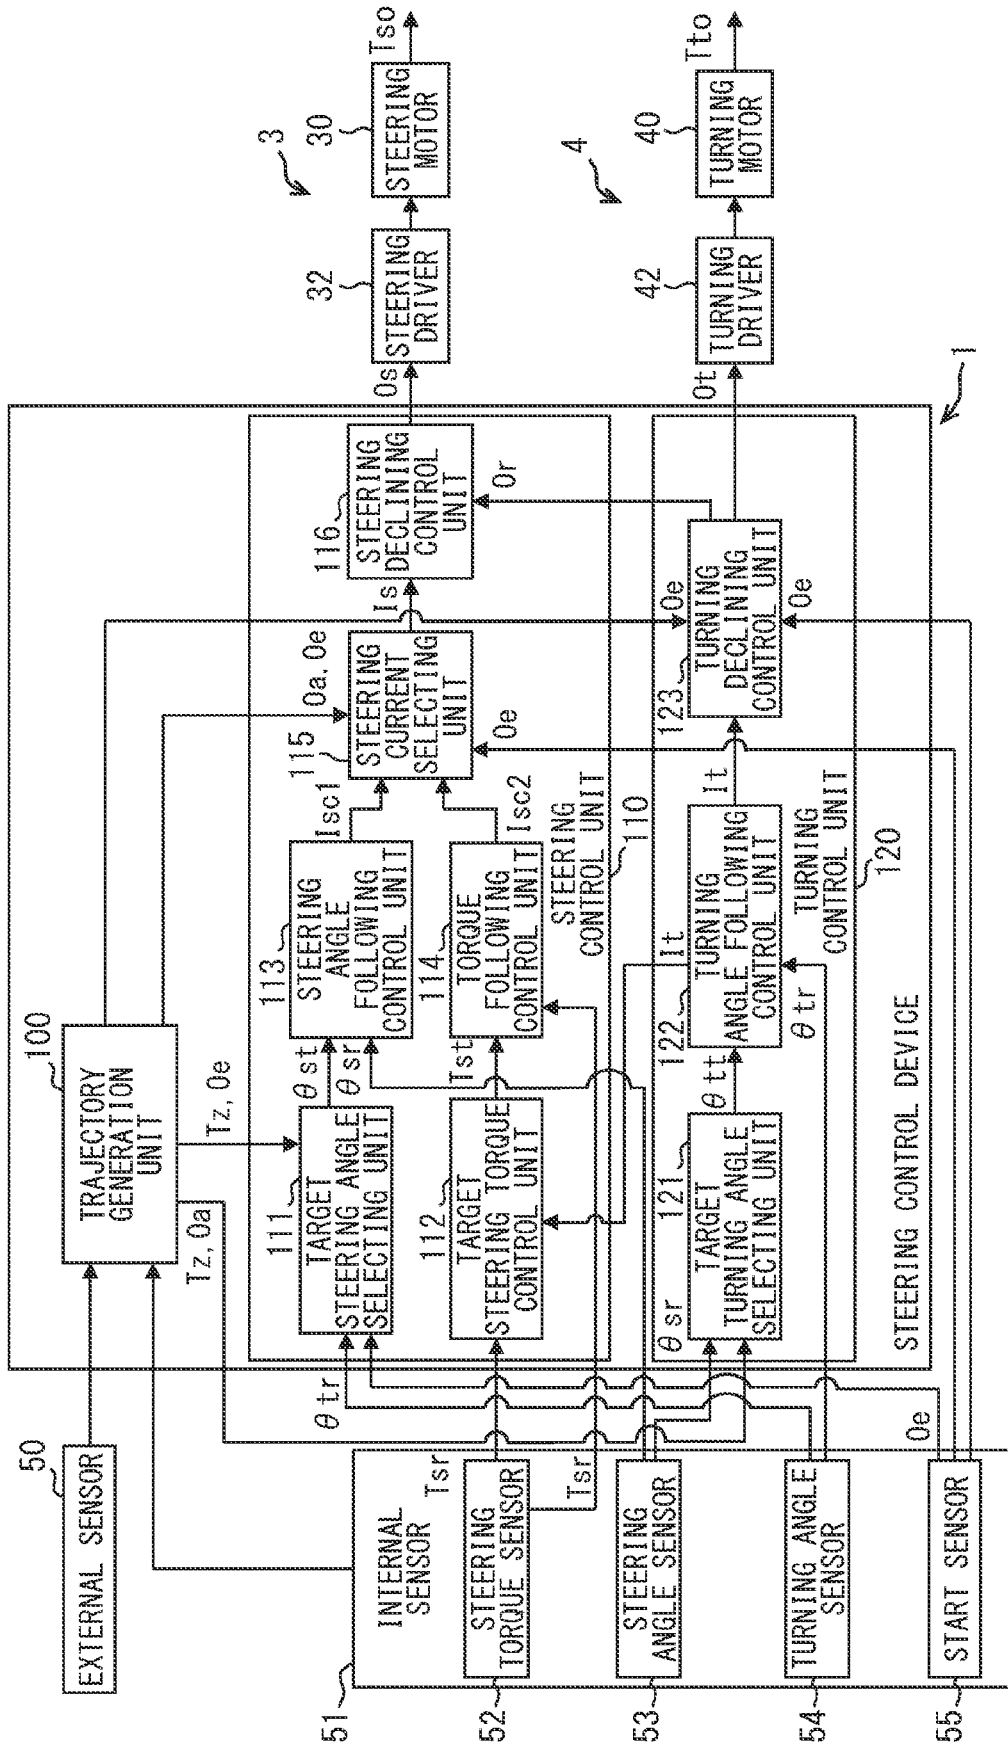 EXTERNAL SENSOR
50
51
INTERNAL
SENSOR
52
STEERING
TORQUE SENSOR
Tsr
Tsr
53
STEERING
ANGLE SENSOR
54
TURNING ANGLE
SENSOR
55
START SENSOR
Oe
100
TRAJECTORY
GENERATION
UNIT
Tz, Oa
Tz, Oe
θtr
111
TARGET
STEERING ANGLE
SELECTING UNIT
θst
θsr
112
TARGET
STEERING TORQUE
CONTROL UNIT
Tst
113
STEERING
ANGLE
FOLLOWING
CONTROL UNIT
Isc1
114
TORQUE
FOLLOWING
CONTROL UNIT
Isc2
115
STEERING
CURRENT
SELECTING
UNIT
Oa, Oe
Oe
Is
116
STEERING
DECLINING
CONTROL
UNIT
Or
Os
STEERING
CONTROL UNIT
110
θsr
121
TARGET
TURNING ANGLE
SELECTING UNIT
θtt
122
TURNING
ANGLE FOLLOWING
CONTROL UNIT
It
θtr
It
123
TURNING
DECLINING
CONTROL UNIT
Oe
Oe
Ot
TURNING
CONTROL UNIT
120
STEERING CONTROL DEVICE
1
32
STEERING
DRIVER
30
STEERING
MOTOR
Tso
3
42
TURNING
DRIVER
40
TURNING
MOTOR
Tto
4